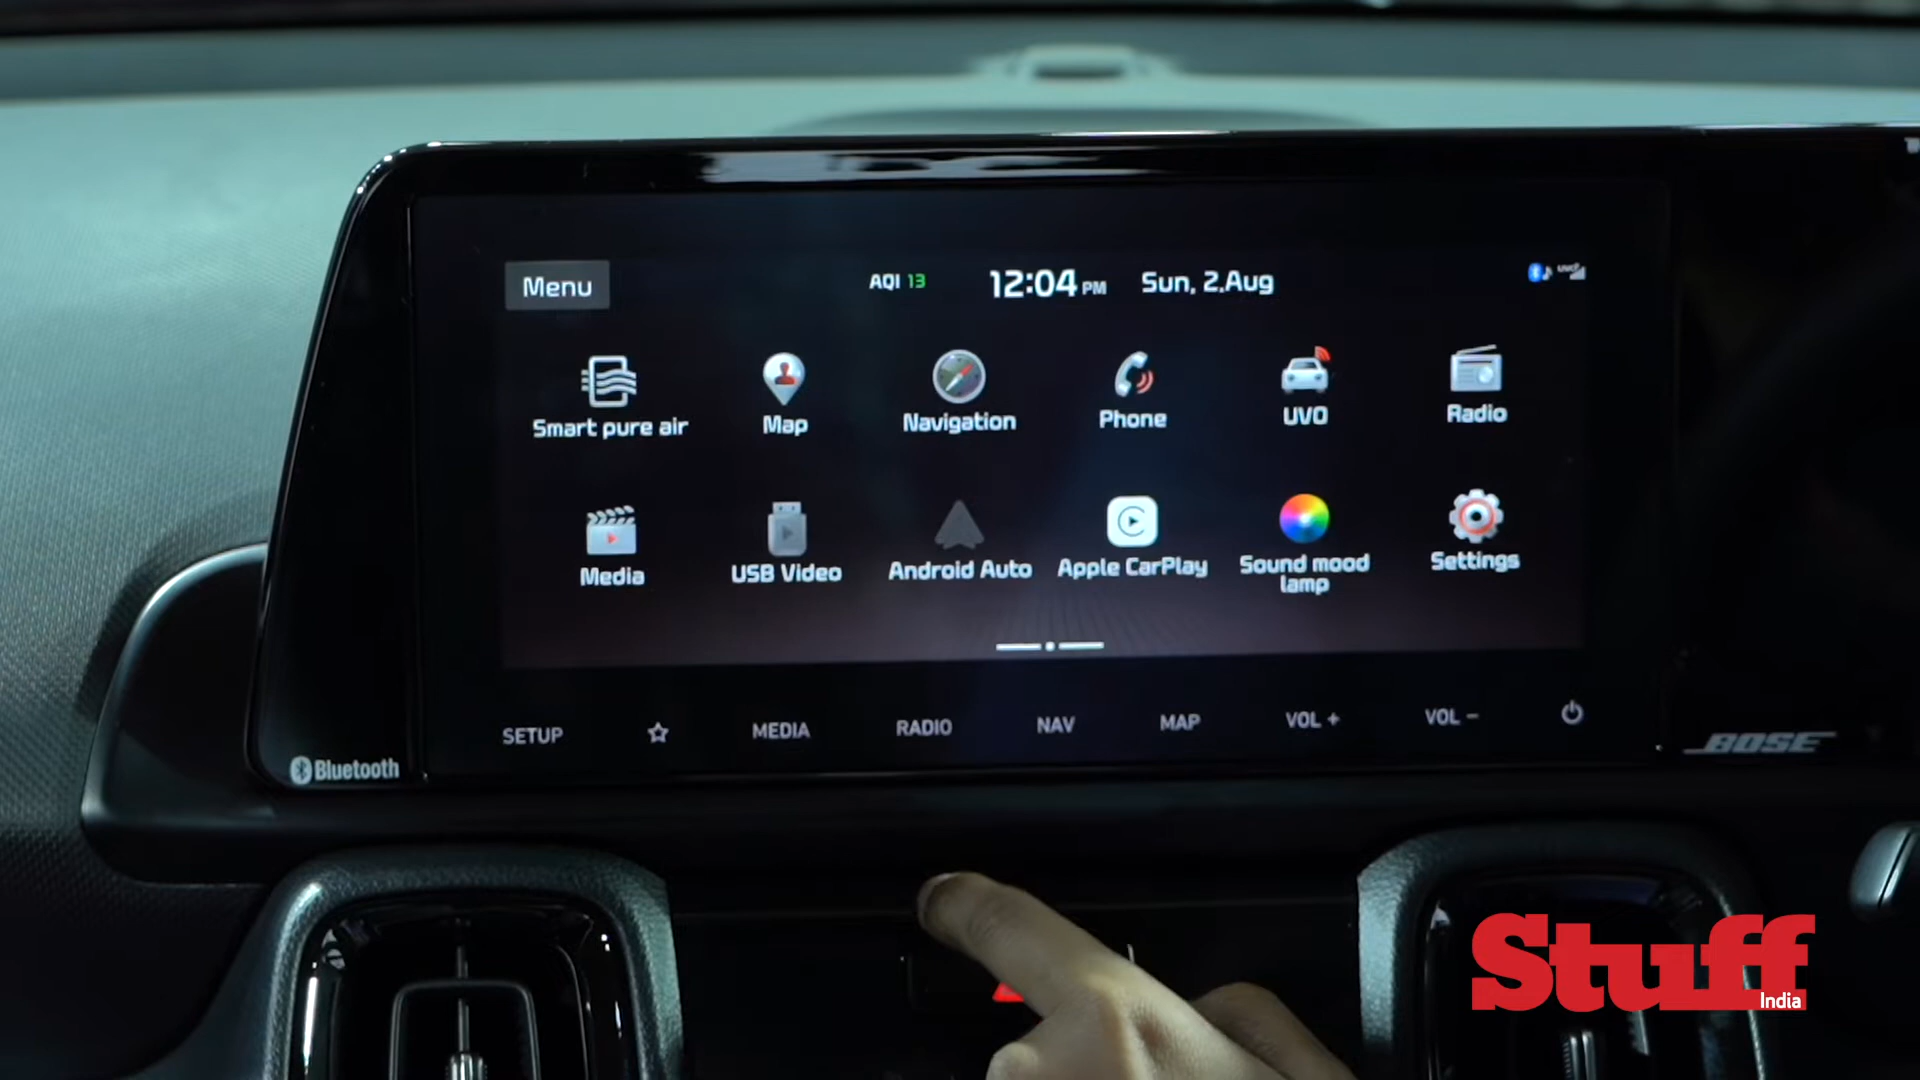 Menu
AQI 13
12:04 PM
Sun, 2.Aug
UVO
Smart pure air
Map
Navigation
Phone
UVO
Radio
Media
USB Video
Android Auto
Apple CarPlay
Sound mood
lamp
Settings
SETUP
MEDIA
RADIO
NAV
MAP
VOL +
VOL -
Bluetooth
BOSE
Stuff
India